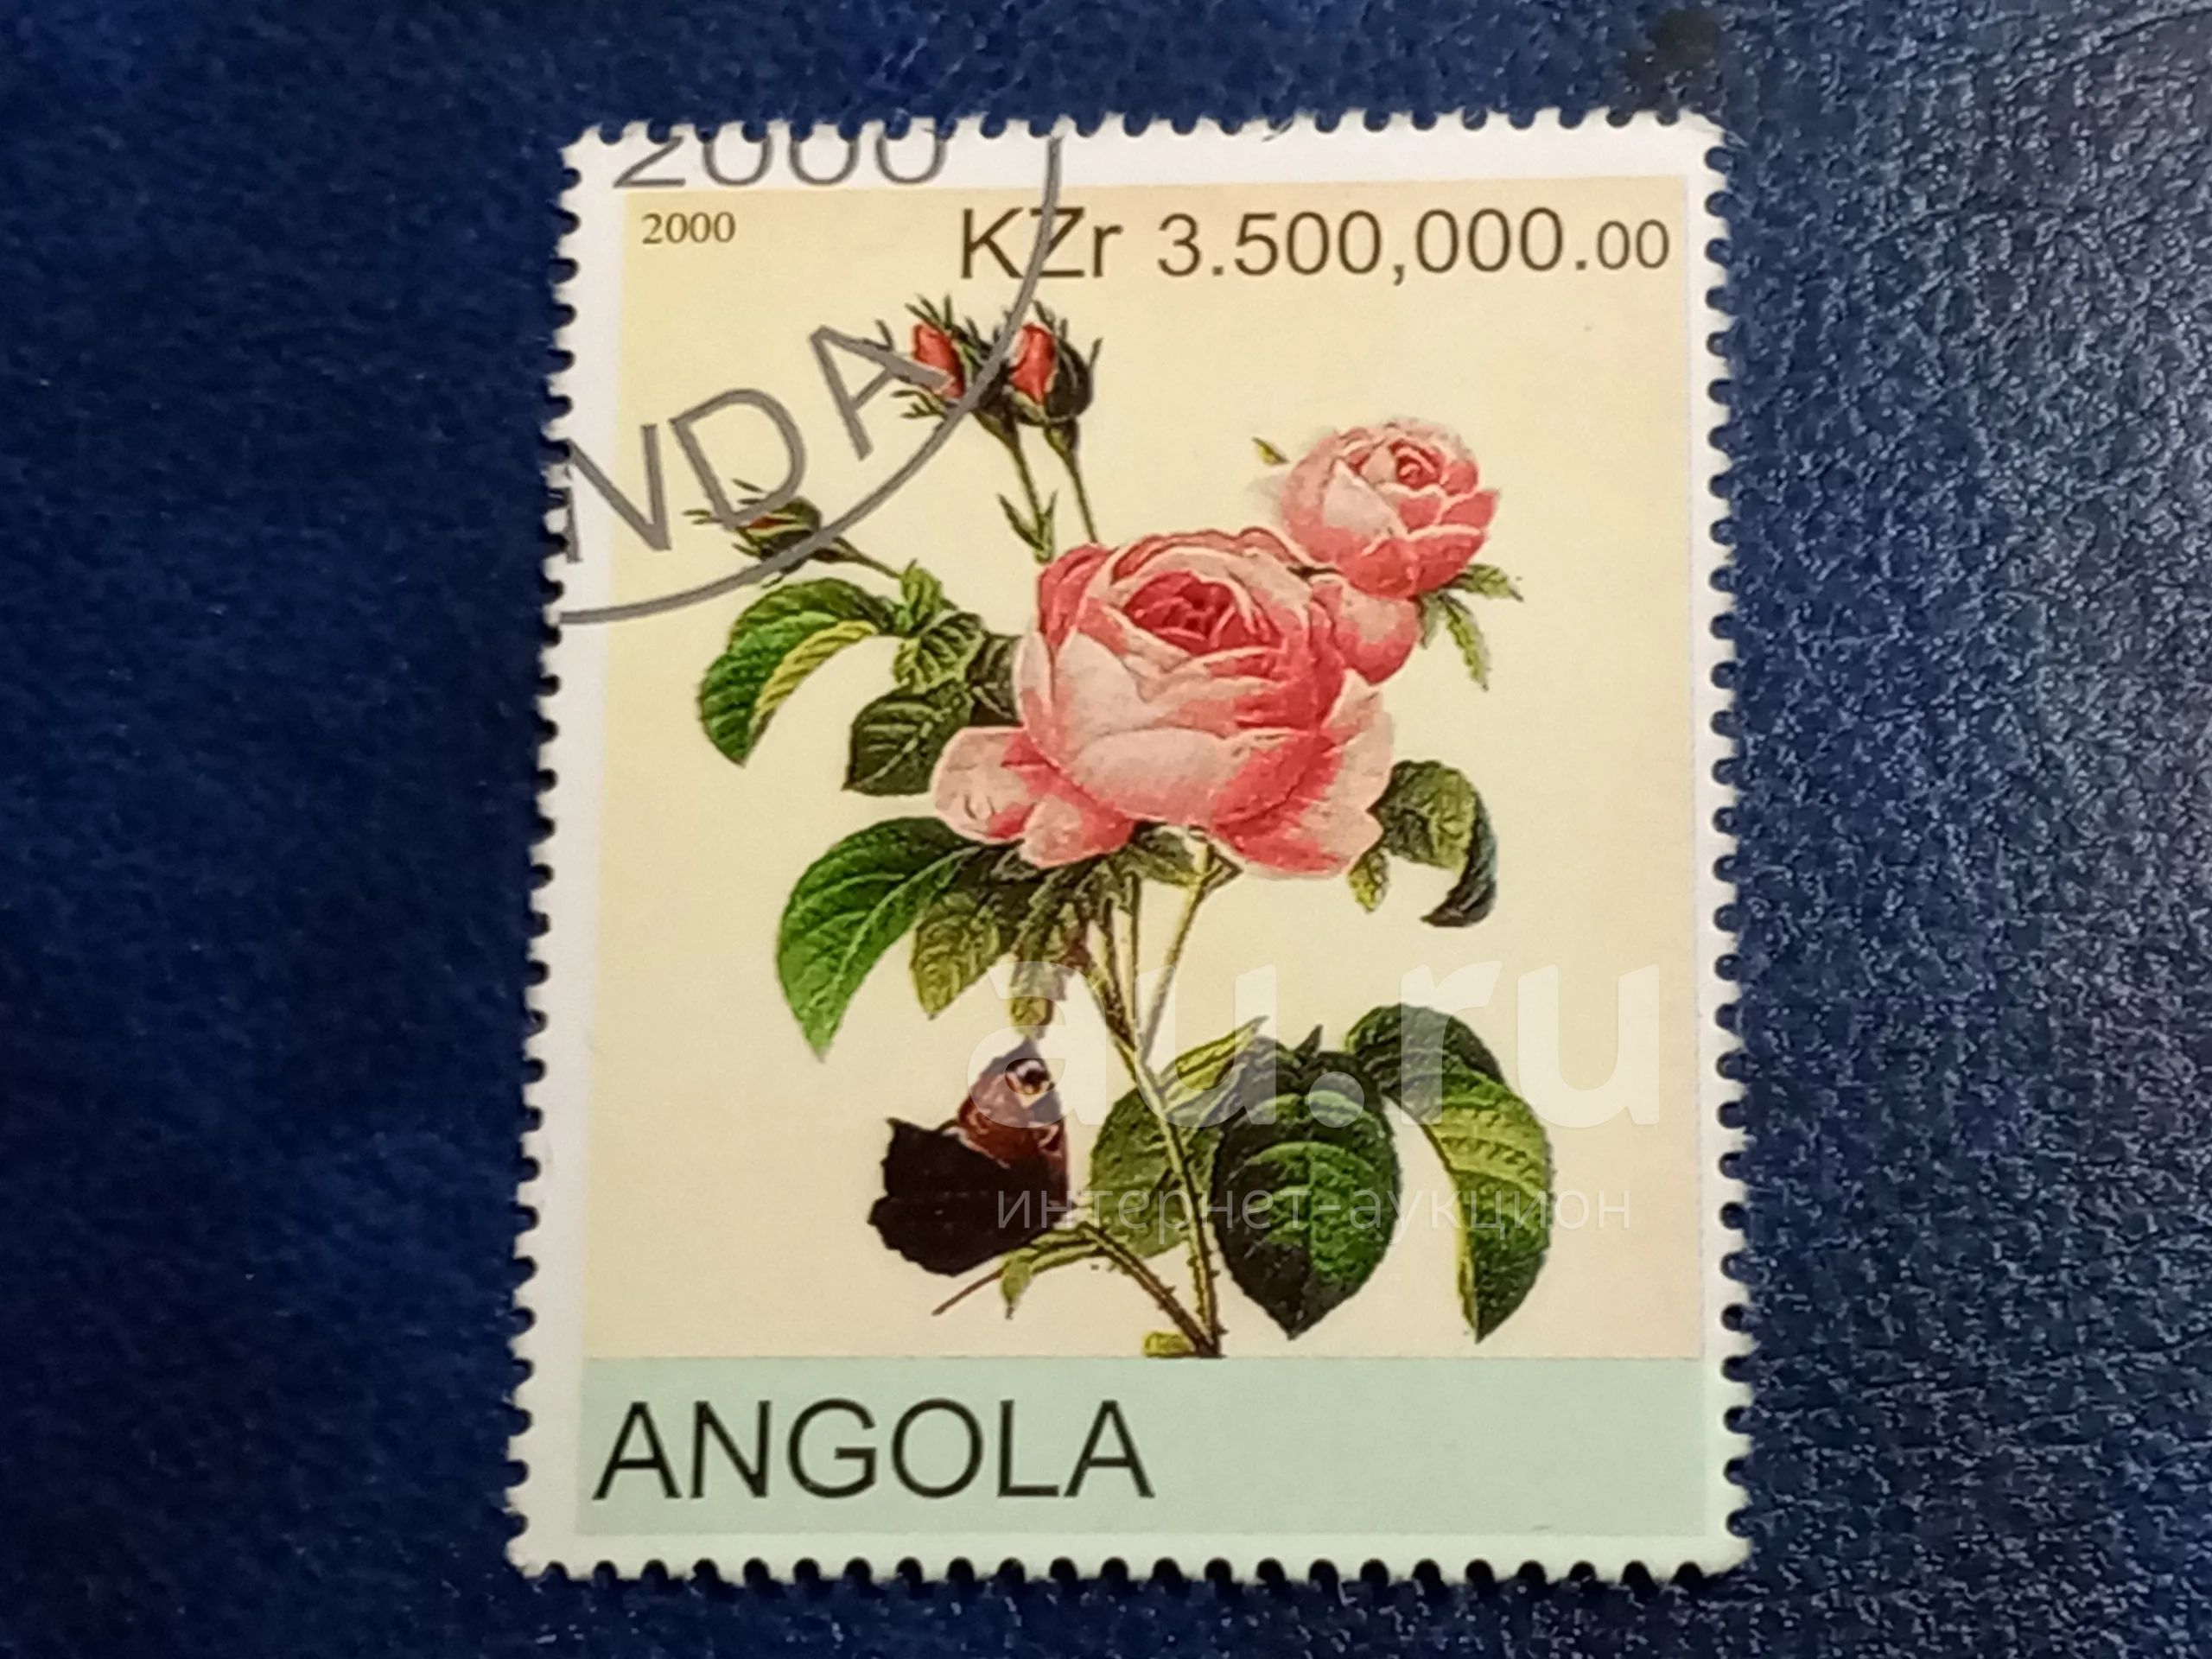 2000
2000
KZr 3.500,000.00
NDA
au.ru
интернет-аукцион
ANGOLA